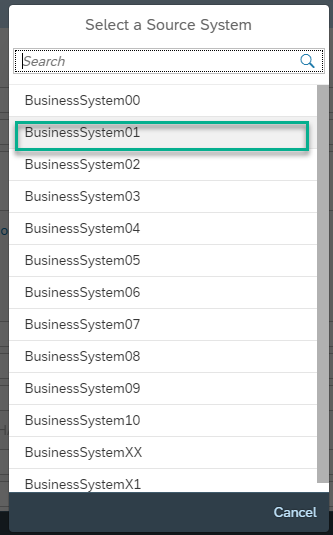 Select a Source System
Search
BusinessSystem00
BusinessSystem01
BusinessSystem02
BusinessSystem03
BusinessSystem04
BusinessSystem05
BusinessSystem06
BusinessSystem07
BusinessSystem08
BusinessSystem09
BusinessSystem10
BusinessSystemXX
BusinessSystemX1
Cancel